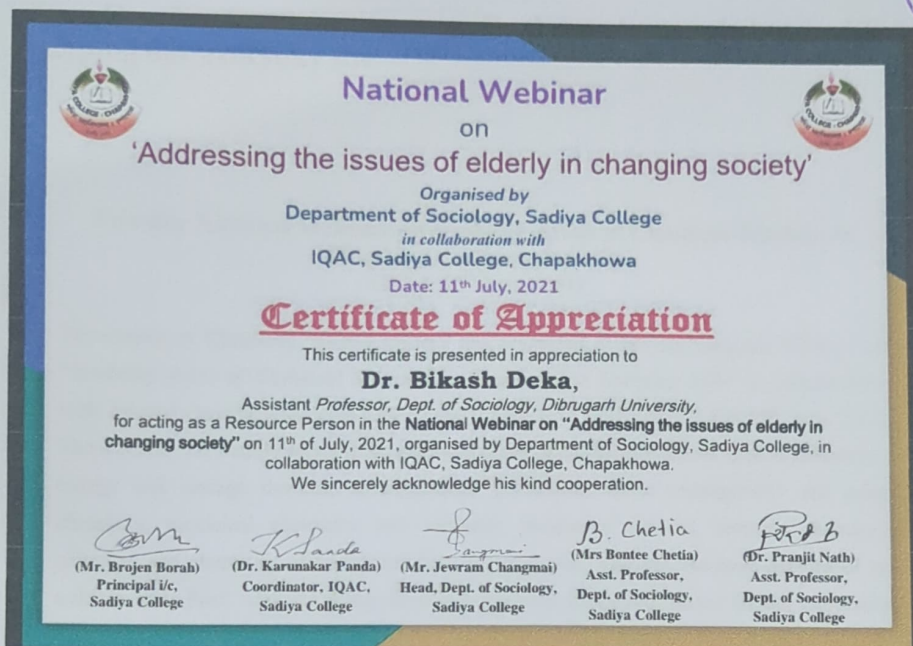 National Webinar
on
'Addressing the issues of elderly in changing society'
Organised by
Department of Sociology, Sadiya College
in collaboration with
IQAC, Sadiya College, Chapakhowa
Date: 11th July, 2021
Certificate of Appreciation
This certificate is presented in appreciation to
Dr. Bikash Deka,
Assistant Professor, Dept. of Sociology, Dibrugarh University,
for acting as a Resource Person in the National Webinar on "Addressing the issues of elderly in
changing society" on 11th of July, 2021, organised by Department of Sociology, Sadiya College, in
collaboration with IQAC, Sadiya College, Chapakhowa.
We sincerely acknowledge his kind cooperation.
(Mr. Brojen Borah)
Principal i/c,
Sadiya College
KPanda
(Dr. Karunakar Panda)
Coordinator, IQAC,
Sadiya College
(Mr. Jewram Changmai)
Head, Dept. of Sociology,
Sadiya College
B. Chetia
(Mrs Bontee Chetia)
Asst. Professor,
Dept. of Sociology,
Sadiya College
(Dr. Pranjit Nath)
Asst. Professor,
Dept. of Sociology,
Sadiya College